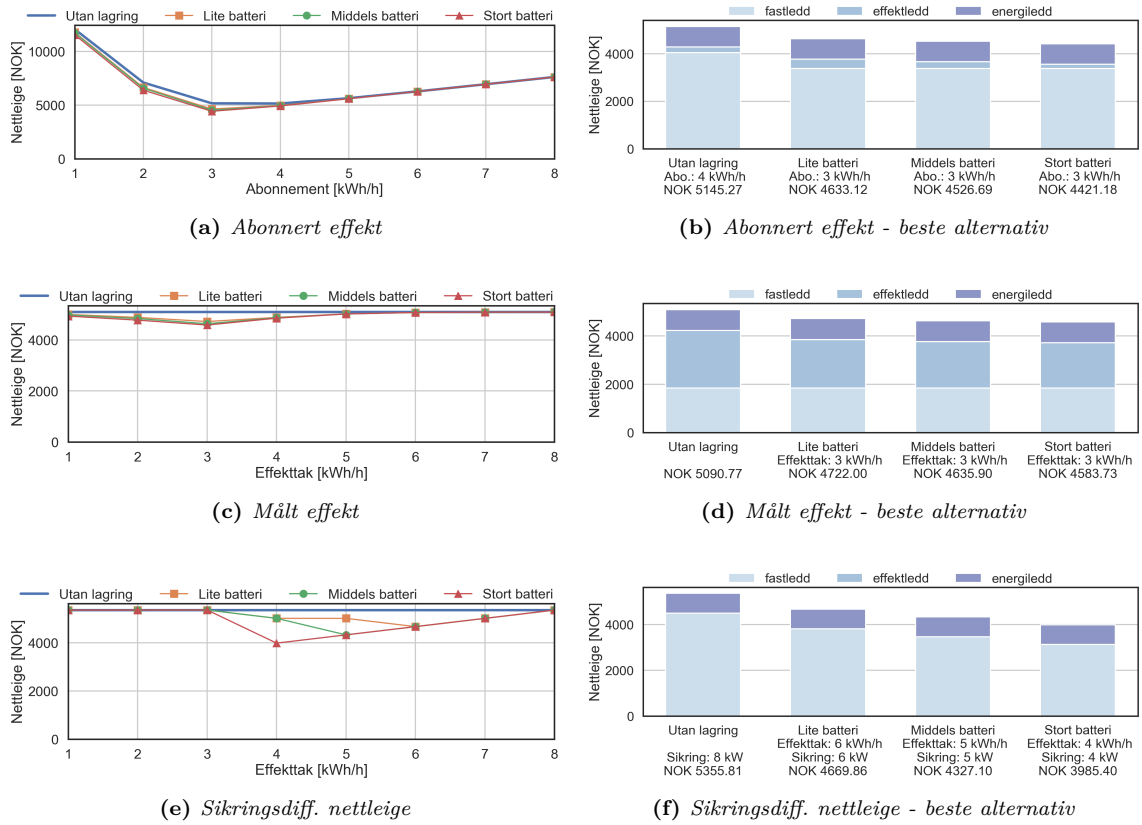 Utan lagring Lite batteri Middels batteri Stort batteri
Nettleige [NOK]
10000
5000
0
1 2 3 4 5 6 7 8
Abonnement [kWh/h]
(a) Abonnert effekt
fastledd effektledd energiledd
Nettleige [NOK]
4000
2000
0
Utan lagring Lite batteri Middels batteri Stort batteri
Abo.: 4 kWh/h Abo.: 3 kWh/h Abo.: 3 kWh/h Abo.: 3 kWh/h
NOK 5145.27 NOK 4633.12 NOK 4526.69 NOK 4421.18
(b) Abonnert effekt - beste alternativ
Utan lagring Lite batteri Middels batteri Stort batteri
Nettleige [NOK]
4000
2000
0
1 2 3 4 5 6 7 8
Effekttak [kWh/h]
(c) Målt effekt
fastledd effektledd energiledd
Nettleige [NOK]
4000
2000
0
Utan lagring Lite batteri Middels batteri Stort batteri
Effekttak: 3 kWh/h Effekttak: 3 kWh/h Effekttak: 3 kWh/h
NOK 5090.77 NOK 4722.00 NOK 4635.90 NOK 4583.73
(d) Målt effekt - beste alternativ
Utan lagring Lite batteri Middels batteri Stort batteri
Nettleige [NOK]
4000
2000
0
1 2 3 4 5 6 7 8
Effekttak [kWh/h]
(e) Sikringsdiff. nettleige
fastledd effektledd energiledd
Nettleige [NOK]
4000
2000
0
Utan lagring Lite batteri Middels batteri Stort batteri
Effekttak: 6 kWh/h Effekttak: 5 kWh/h Effekttak: 4 kWh/h
Sikring: 8 kW Sikring: 6 kW Sikring: 5 kW Sikring: 4 kW
NOK 5355.81 NOK 4669.86 NOK 4327.10 NOK 3985.40
(f) Sikringsdiff. nettleige - beste alternativ